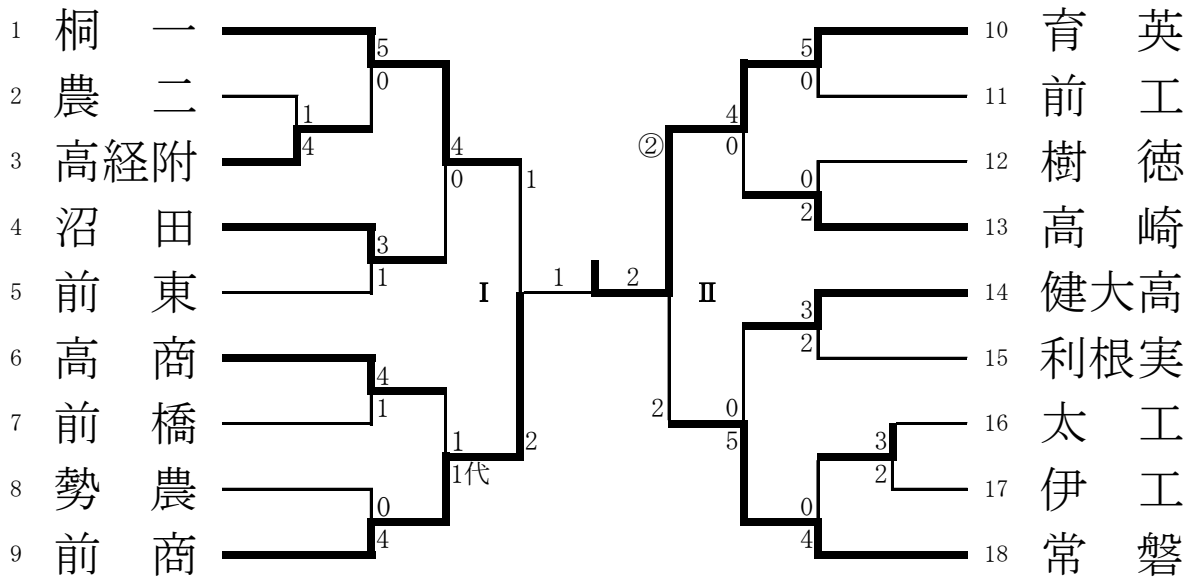 1 桐 一
2 農 二
3 高経附
4 沼 田
5 前 東
6 高 商
7 前 橋
8 勢 農
9 前 商
5
0
1
4
4
0
3
1
1
4
1
1
1代
2
0
4
Ⅰ
1
2
Ⅱ
②
2
5
0
4
0
0
2
3
2
0
5
3
2
0
4
10 育 英
11 前 工
12 樹 徳
13 高 崎
14 健大高
15 利根実
16 太 工
17 伊 工
18 常 磐